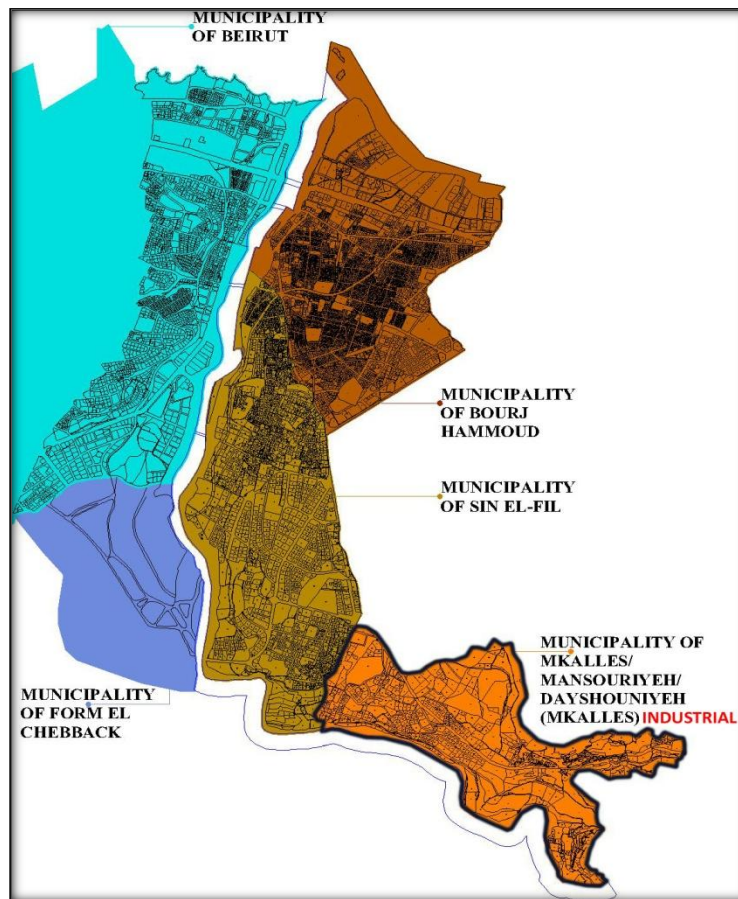 MUNICIPALITY
OF BEIRUT
MUNICIPALITY
OF BOURJ
HAMMOUD
MUNICIPALITY
OF SIN EL-FIL
MUNICIPALITY OF
MKALLES/
MANSOURIYEH/
DAYSHOUNIYEH
(MKALLES) INDUSTRIAL
MUNICIPALITY
OF FORM EL
CHEBBACK